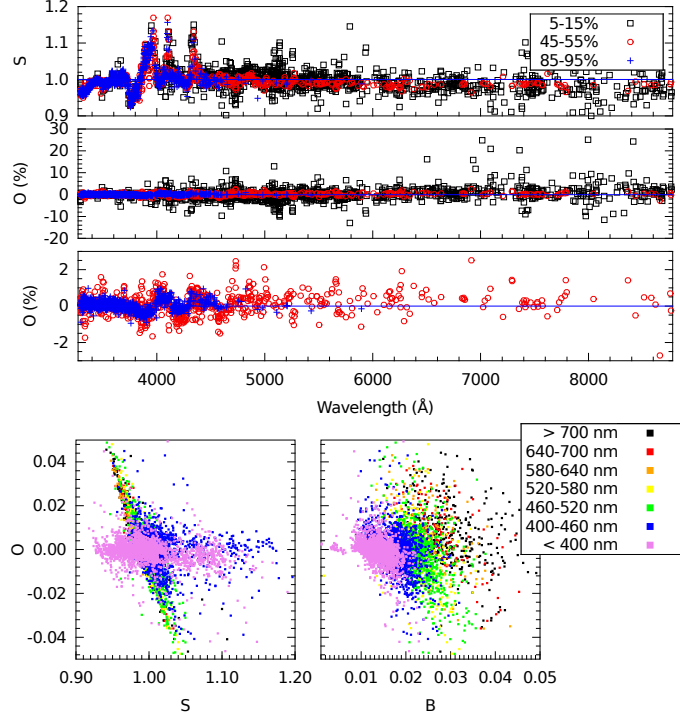 1.2
1.1
1.0
0.9
S
5-15%
45-55%
85-95%
30
20
10
0
-10
-20
O (%)
2
0
-2
O (%)
4000 5000 6000 7000 8000
Wavelength (Å)
> 700 nm
640-700 nm
580-640 nm
520-580 nm
460-520 nm
400-460 nm
< 400 nm
0.04
0.02
0.00
-0.02
-0.04
O
0.90 1.00 1.10 1.20
S
0.01 0.02 0.03 0.04 0.05
B